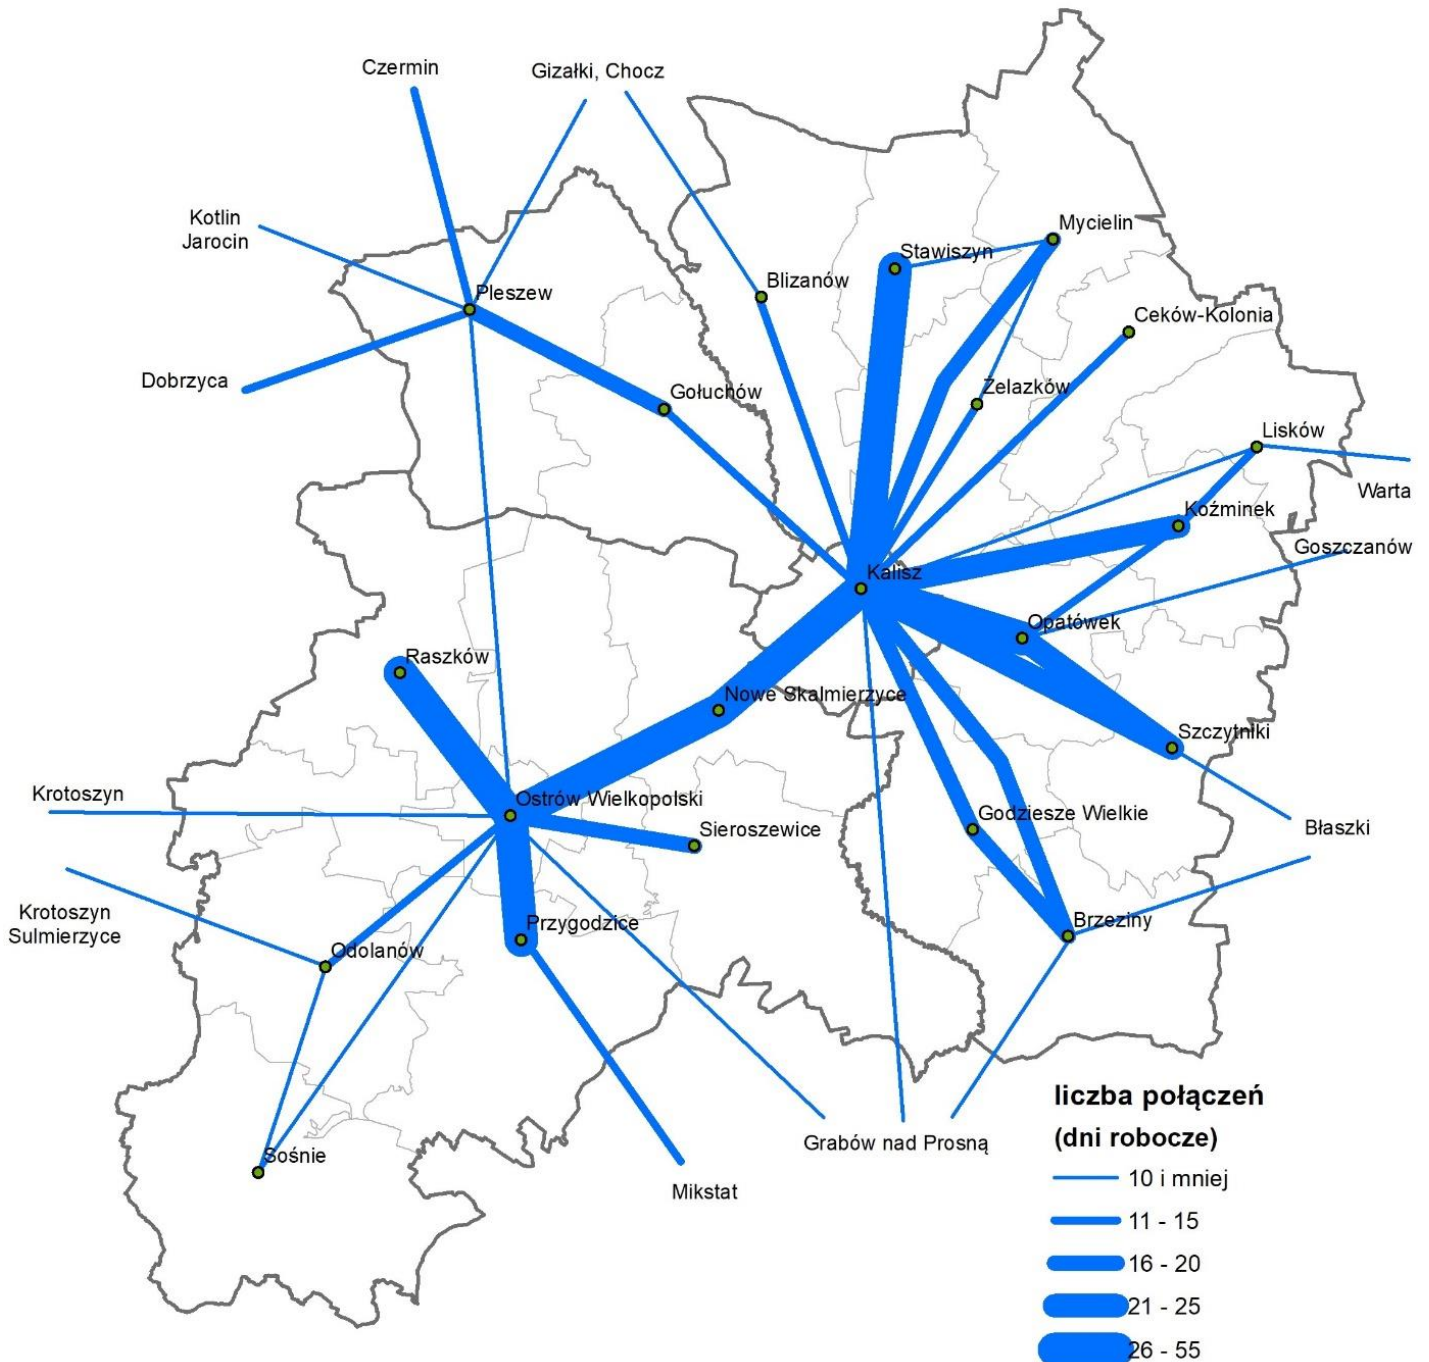 Czermin
Gizałki, Chocz
Kotlin
Jarocin
Mycielin
Stawiszyn
Blizanów
Pleszew
Ceków-Kolonia
Dobrzyca
Gołuchów
Żelazków
Lisków
Warta
Koźminek
Goszczanów
Kalisz
Opatówek
Raszków
Nowe Skalmierzyce
Szczytniki
Krotoszyn
Ostrów Wielkopolski
Sieroszewice
Godziesze Wielkie
Błaszki
Krotoszyn
Sulmierzyce
Przygodzice
Brzeziny
Odolanów
Sośnie
Grabów nad Prosną
Mikstat
liczba połączeń
(dni robocze)
10 i mniej
11 - 15
16 - 20
21 - 25
26 - 55